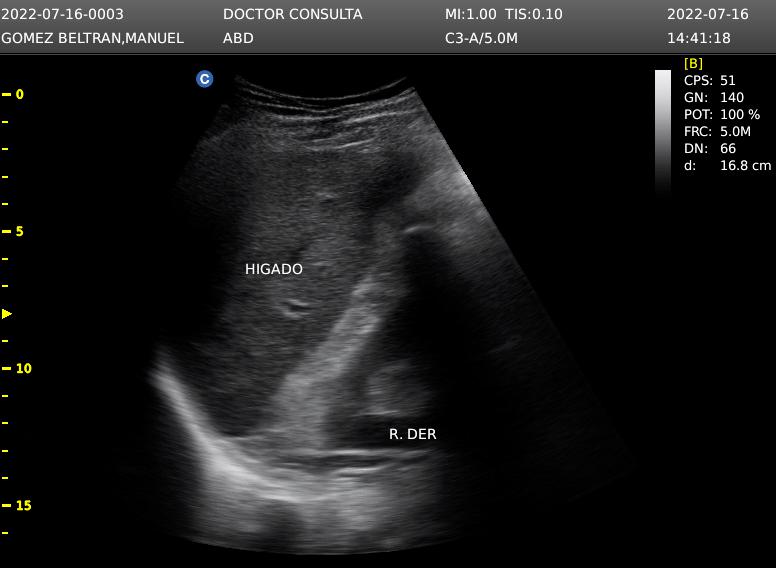 2022-07-16-0003 DOCTOR CONSULTA MI:1.00 TIS:0.10 2022-07-16
GOMEZ BELTRAN,MANUEL ABD C3-A/5.0M 14:41:18
C
[B]
CPS: 51
GN: 140
POT: 100 %
FRC: 5.0M
DN: 66
d: 16.8 cm
0
5
10
15
HIGADO
R. DER